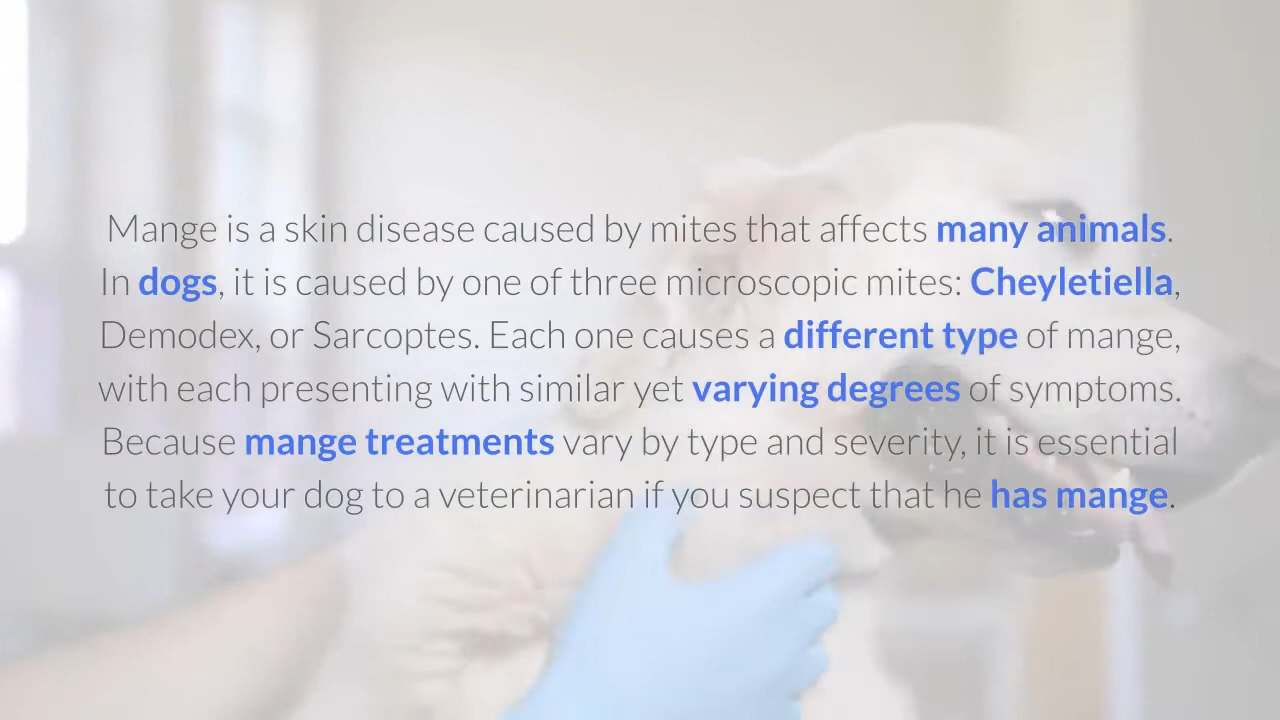 Mange is a skin disease caused by mites that affects many animals.
In dogs, it is caused by one of three microscopic mites: Cheyletiella,
Demodex, or Sarcoptes. Each one causes a different type of mange,
with each presenting with similar yet varying degrees of symptoms.
Because mange treatments vary by type and severity, it is essential
to take your dog to a veterinarian if you suspect that he has mange.